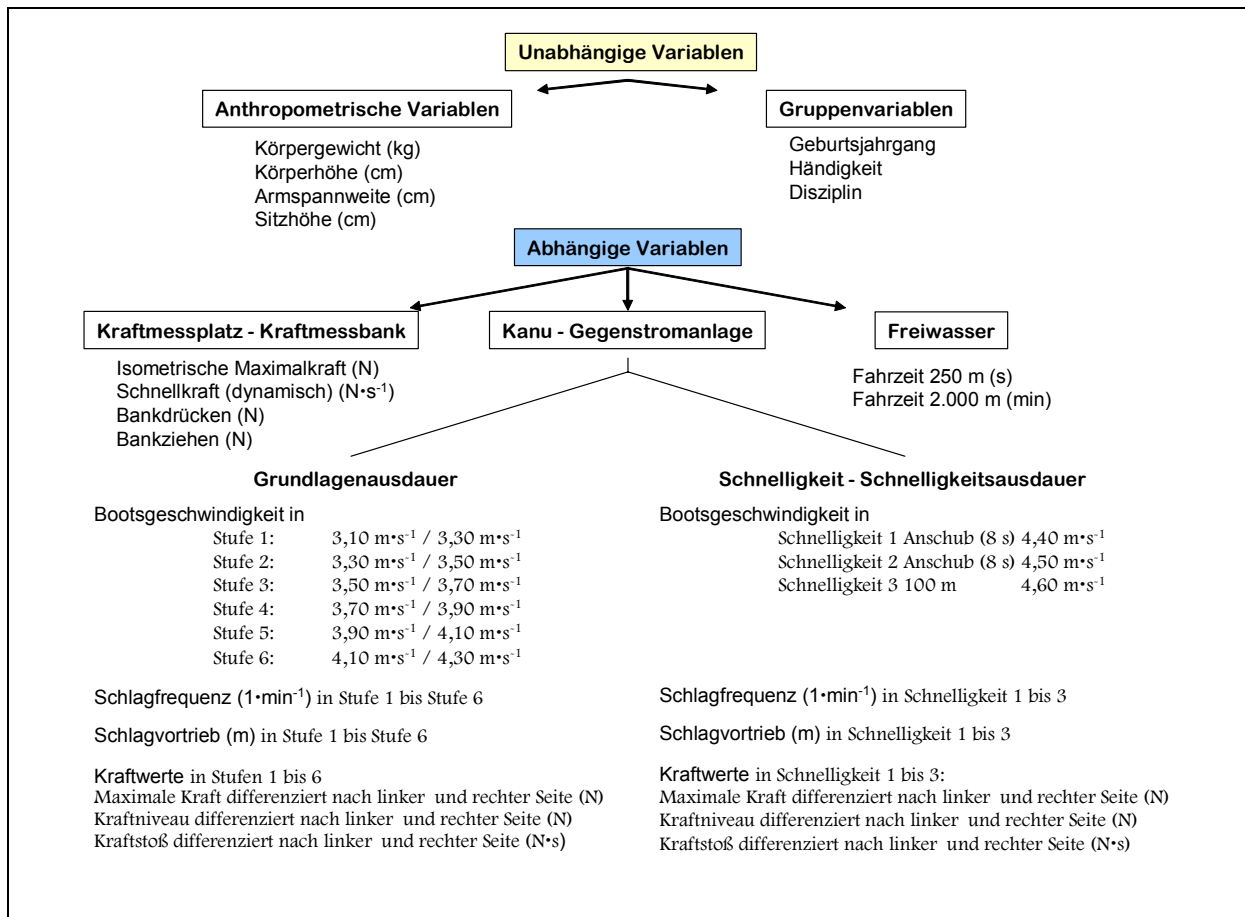 Unabhängige Variablen
Anthropometrische Variablen
Körpergewicht (kg)
Körperhöhe (cm)
Armspannweite (cm)
Sitzhöhe (cm)
Gruppenvariablen
Geburtsjahrgang
Händigkeit
Disziplin
Abhängige Variablen
Kraftmessplatz - Kraftmessbank
Isometrische Maximalkraft (N)
Schnellkraft (dynamisch) (N•s⁻¹)
Bankdrücken (N)
Bankziehen (N)
Kanu - Gegenstromanlage
Freiwasser
Fahrzeit 250 m (s)
Fahrzeit 2.000 m (min)
Grundlagenausdauer
Bootsgeschwindigkeit in
Stufe 1: 3,10 m•s⁻¹ / 3,30 m•s⁻¹
Stufe 2: 3,30 m•s⁻¹ / 3,50 m•s⁻¹
Stufe 3: 3,50 m•s⁻¹ / 3,70 m•s⁻¹
Stufe 4: 3,70 m•s⁻¹ / 3,90 m•s⁻¹
Stufe 5: 3,90 m•s⁻¹ / 4,10 m•s⁻¹
Stufe 6: 4,10 m•s⁻¹ / 4,30 m•s⁻¹
Schlagfrequenz (1•min⁻¹) in Stufe 1 bis Stufe 6
Schlagvortrieb (m) in Stufe 1 bis Stufe 6
Kraftwerte in Stufen 1 bis 6
Maximale Kraft differenziert nach linker und rechter Seite (N)
Kraftniveau differenziert nach linker und rechter Seite (N)
Kraftstoß differenziert nach linker und rechter Seite (N•s)
Schnelligkeit - Schnelligkeitsausdauer
Bootsgeschwindigkeit in
Schnelligkeit 1 Anschub (8 s) 4,40 m•s⁻¹
Schnelligkeit 2 Anschub (8 s) 4,50 m•s⁻¹
Schnelligkeit 3 100 m 4,60 m•s⁻¹
Schlagfrequenz (1•min⁻¹) in Schnelligkeit 1 bis 3
Schlagvortrieb (m) in Schnelligkeit 1 bis 3
Kraftwerte in Schnelligkeit 1 bis 3:
Maximale Kraft differenziert nach linker und rechter Seite (N)
Kraftniveau differenziert nach linker und rechter Seite (N)
Kraftstoß differenziert nach linker und rechter Seite (N•s)